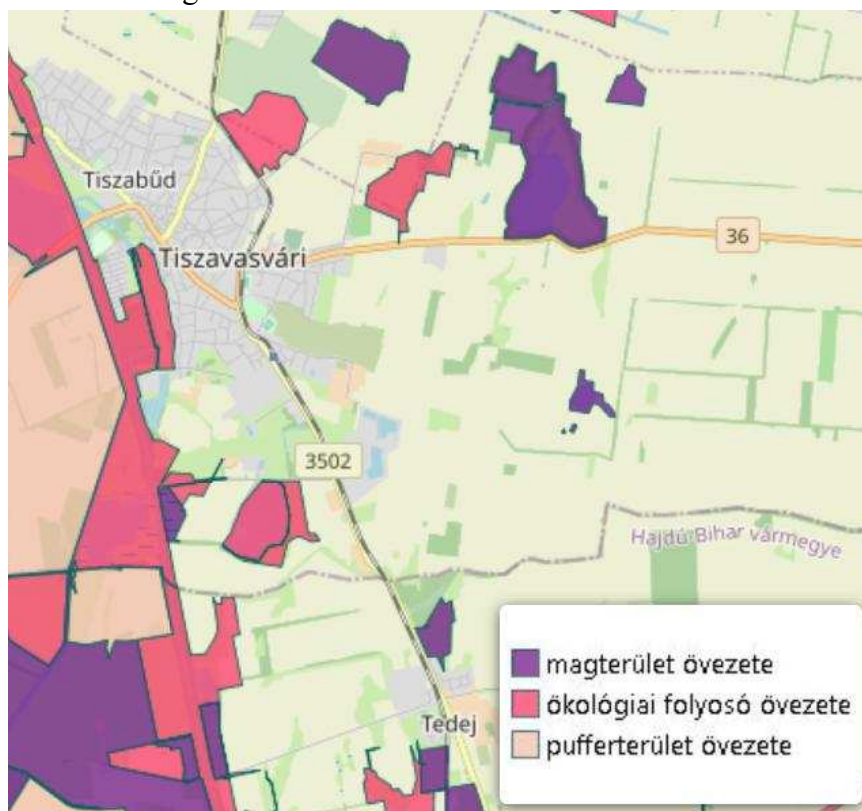 Tiszabűd
Tiszavasvári
36
3502
Hajdú Bihar vármegye
Tedej
magterület övezete
ökológiai folyosó övezete
pufferterület övezete